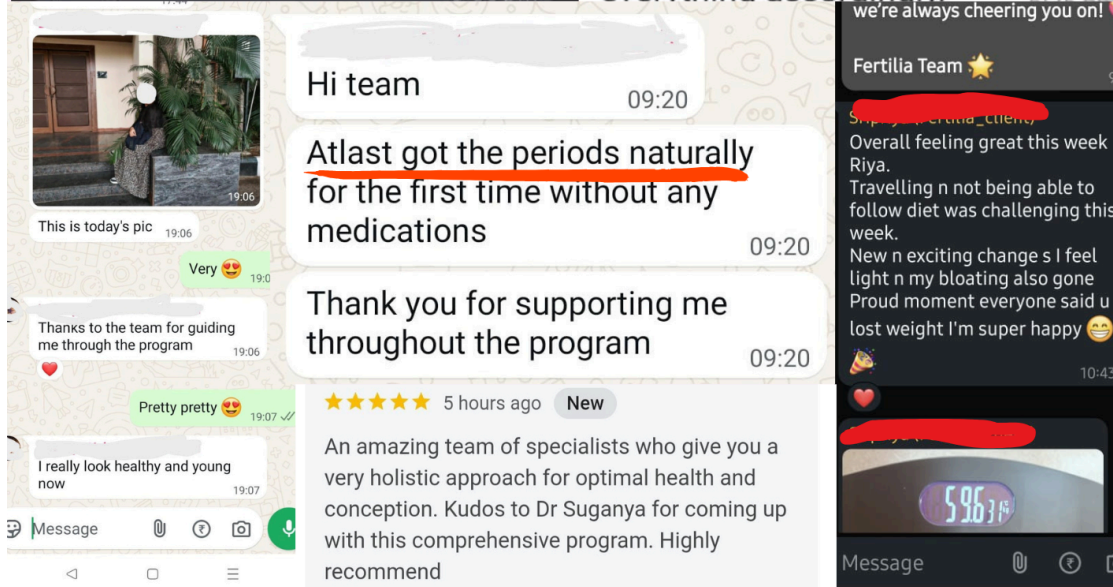 19:06
This is today's pic 19:06
Very 😍
Thanks to the team for guiding
me through the program 19:06
❤️
Pretty pretty 😍 19:07
I really look healthy and young
now 19:07
Message
Hi team 09:20
Atlast got the periods naturally
for the first time without any
medications 09:20
Thank you for supporting me
throughout the program 09:20
★★★★★ 5 hours ago New
An amazing team of specialists who give you a
very holistic approach for optimal health and
conception. Kudos to Dr Suganya for coming up
with this comprehensive program. Highly
recommend
we're always cheering you on!
Fertilia Team 🌟
Overall feeling great this week
Riya.
Travelling n not being able to
follow diet was challenging this
week.
New n exciting change s I feel
light n my bloating also gone
Proud moment everyone said u
lost weight I'm super happy 😁
🎉
10:43
❤️
59.6
Message